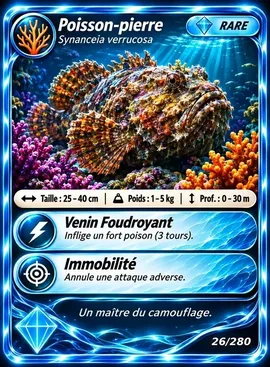 Poisson-pierre
RARE
Synanceia verrucosa
Taille : 25 – 40 cm | Poids : 1 – 5 kg | Prof. : 0 – 30 m
Venin Foudroyant
Inflige un fort poison (3 tours).
Immobilité
Annule une attaque adverse.
Un maître du camouflage.
26/280